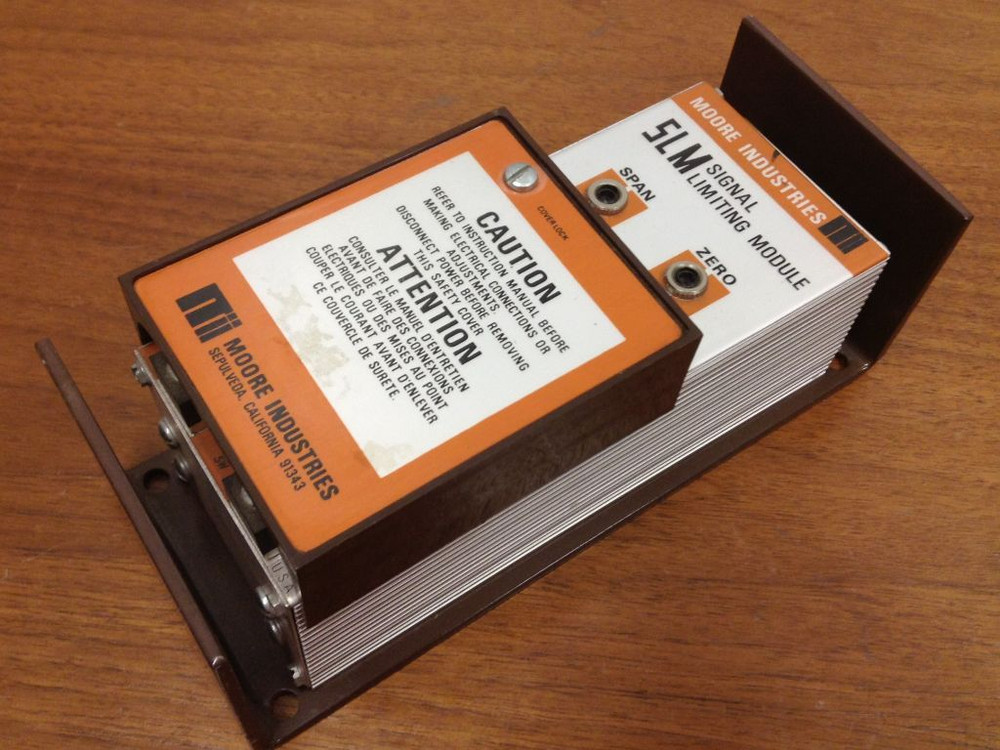 MOORE INDUSTRIES
SLM SIGNAL
LIMITING MODULE
SPAN
ZERO
COVER LOCK
CAUTION
REFER TO INSTRUCTION MANUAL BEFORE
MAKING ELECTRICAL CONNECTIONS OR
ADJUSTMENTS.
DISCONNECT POWER BEFORE REMOVING
THIS SAFETY COVER
ATTENTION
CONSULTER LE MANUEL D'ENTRETIEN
AVANT DE FAIRE DES CONNEXIONS
ELECTRIQUES OU DES MISES AU POINT
COUPER LE COURANT AVANT D'ENLEVER
CE COUVERCLE DE SURETE.
MOORE INDUSTRIES
SEPULVEDA, CALIFORNIA 91343
USA